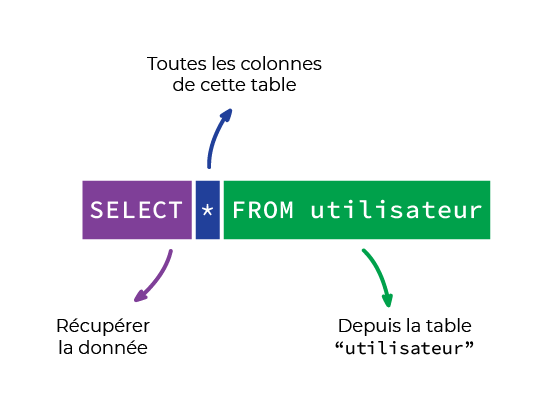 Toutes les colonnes
de cette table
SELECT * FROM utilisateur
Récupérer
la donnée
Depuis la table
“utilisateur”